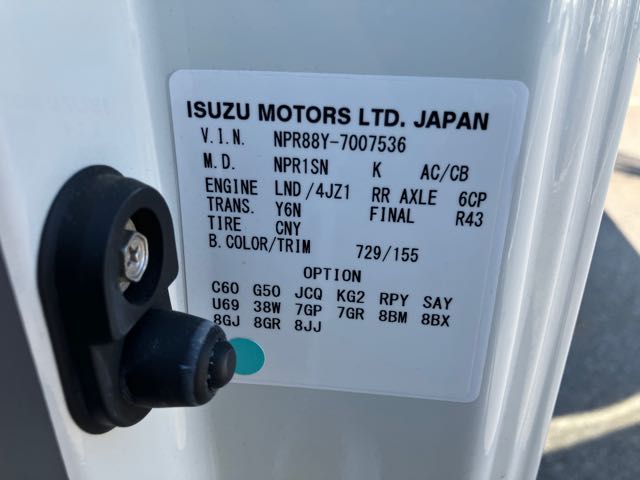 ISUZU MOTORS LTD. JAPAN
V.I.N. NPR88Y-7007536
M.D. NPR1SN K AC/CB
ENGINE LND/4JZ1 RR AXLE 6CP
TRANS. Y6N FINAL R43
TIRE CNY
B.COLOR/TRIM 729/155
OPTION
C60 G50 JCQ KG2 RPY SAY
U69 38W 7GP 7GR 8BM 8BX
8GJ 8GR 8JJ